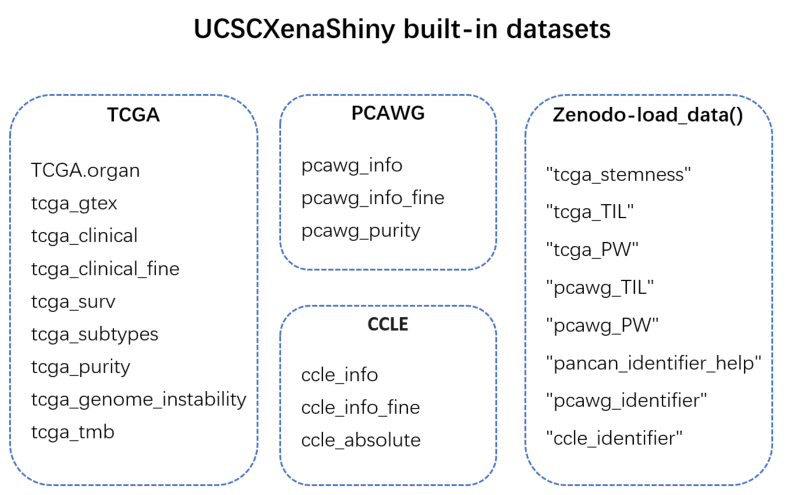 UCSCXenaShiny built-in datasets
TCGA
TCGA.organ
tcga_gtex
tcga_clinical
tcga_clinical_fine
tcga_surv
tcga_subtypes
tcga_purity
tcga_genome_instability
tcga_tmb
PCAWG
pcawg_info
pcawg_info_fine
pcawg_purity
CCLE
ccle_info
ccle_info_fine
ccle_absolute
Zenodo-load_data()
"tcga_stemness"
"tcga_TIL"
"tcga_PW"
"pcawg_TIL"
"pcawg_PW"
"pancan_identifier_help"
"pcawg_identifier"
"ccle_identifier"